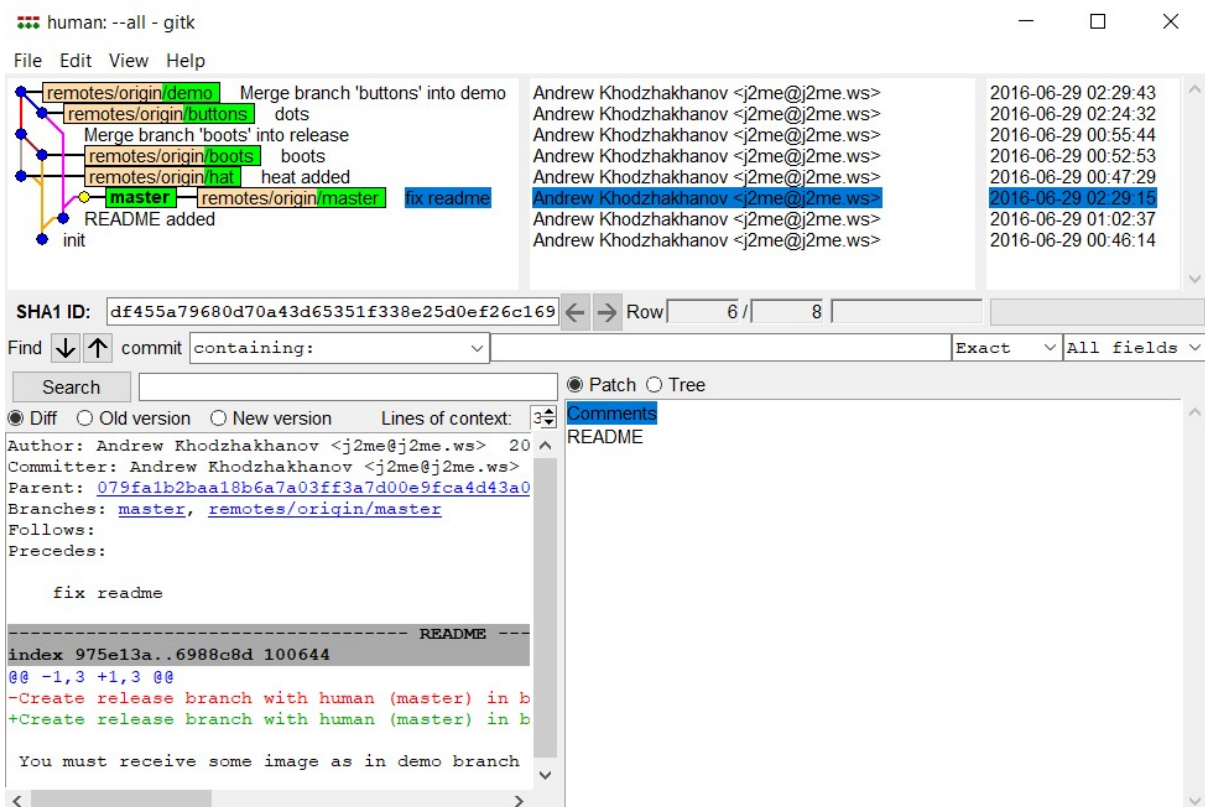 human: --all - gitk
File Edit View Help
remotes/origin/demo Merge branch 'buttons' into demo Andrew Khodzhakhanov <j2me@j2me.ws> 2016-06-29 02:29:43
remotes/origin/buttons dots Andrew Khodzhakhanov <j2me@j2me.ws> 2016-06-29 02:24:32
Merge branch 'boots' into release Andrew Khodzhakhanov <j2me@j2me.ws> 2016-06-29 00:55:44
remotes/origin/boots boots Andrew Khodzhakhanov <j2me@j2me.ws> 2016-06-29 00:52:53
remotes/origin/hat heat added Andrew Khodzhakhanov <j2me@j2me.ws> 2016-06-29 00:47:29
master remotes/origin/master fix readme Andrew Khodzhakhanov <j2me@j2me.ws> 2016-06-29 02:29:15
README added Andrew Khodzhakhanov <j2me@j2me.ws> 2016-06-29 01:02:37
init Andrew Khodzhakhanov <j2me@j2me.ws> 2016-06-29 00:46:14
SHA1 ID: df455a79680d70a43d65351f338e25d0ef26c169 Row 6 / 8
Find commit containing: Exact All fields
Search Patch Tree
Diff Old version New version Lines of context: 3
Comments
README
Author: Andrew Khodzhakhanov <j2me@j2me.ws> 20
Committer: Andrew Khodzhakhanov <j2me@j2me.ws>
Parent: 079fa1b2baa18b6a7a03ff3a7d00e9fca4d43a0
Branches: master, remotes/origin/master
Follows:
Precedes:
fix readme
----------------------------------- README ---
index 975e13a..6988c8d 100644
@@ -1,3 +1,3 @@
-Create release branch with human (master) in b
+Create release branch with human (master) in b
You must receive some image as in demo branch